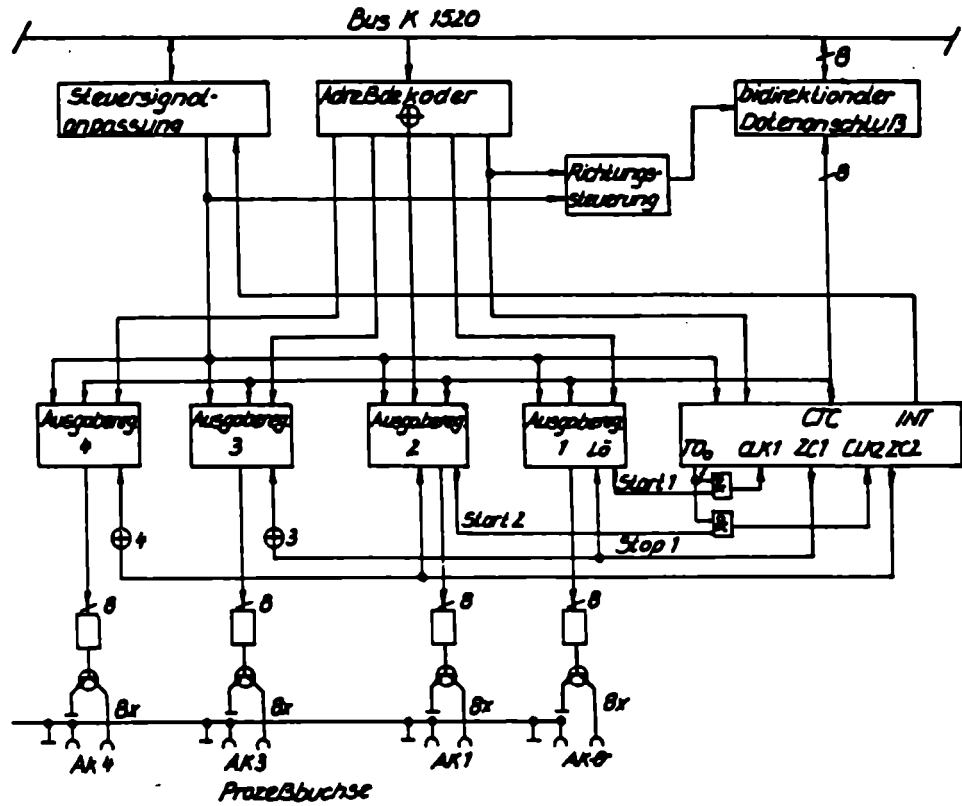 Bus K 1520
8
Steuersignal-
anpassung
Adreßdekoder
bidirektionaler
Datenanschluß
8
Richtungs-
steuerung
Ausgabereg.
4
Ausgabereg.
3
Ausgabereg.
2
Ausgabereg.
1 Lö
CTC INT
TO₀ CLK1 ZC1 CLK2 ZC2
Start 1
Start 2
4
3
Stop 1
8
8
8
8
8x
8x
8x
8x
AK4
AK3
AK1
Prozeßbuchse